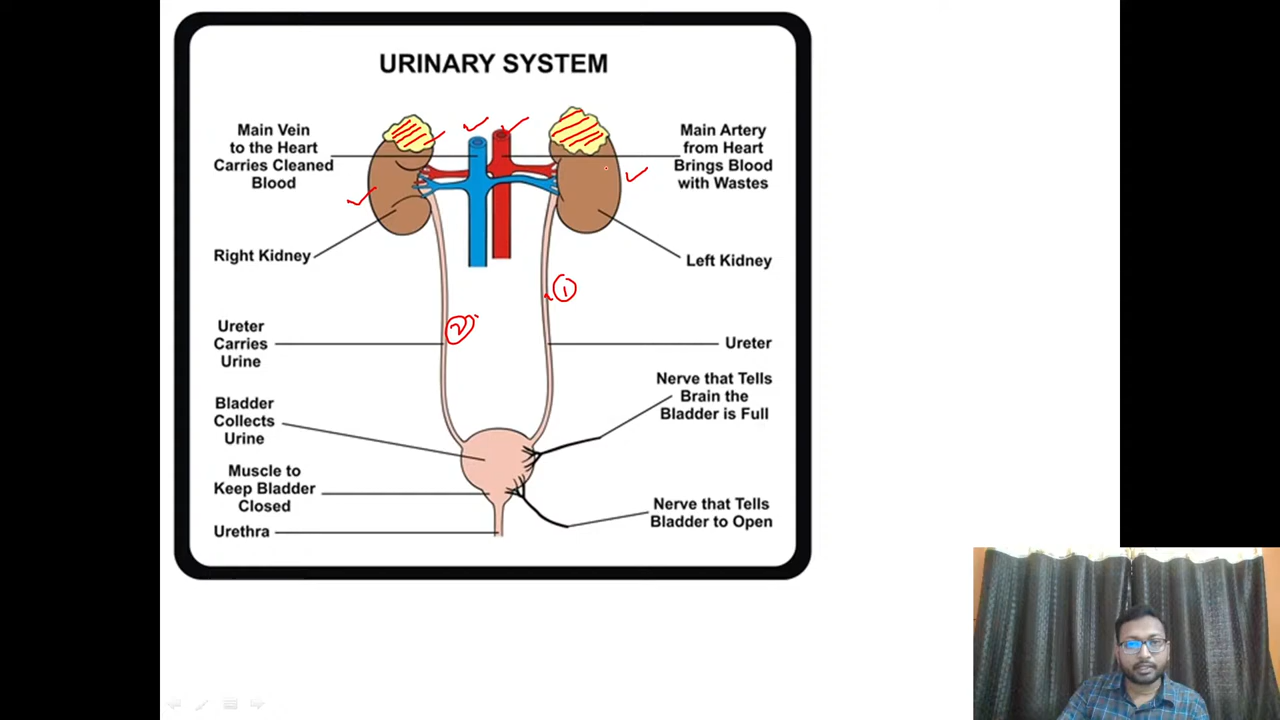 URINARY SYSTEM
Main Vein
to the Heart
Carries Cleaned
Blood
Main Artery
from Heart
Brings Blood
with Wastes
Right Kidney
Left Kidney
1
2
Ureter
Carries
Urine
Ureter
Nerve that Tells
Brain the
Bladder is Full
Bladder
Collects
Urine
Muscle to
Keep Bladder
Closed
Nerve that Tells
Bladder to Open
Urethra